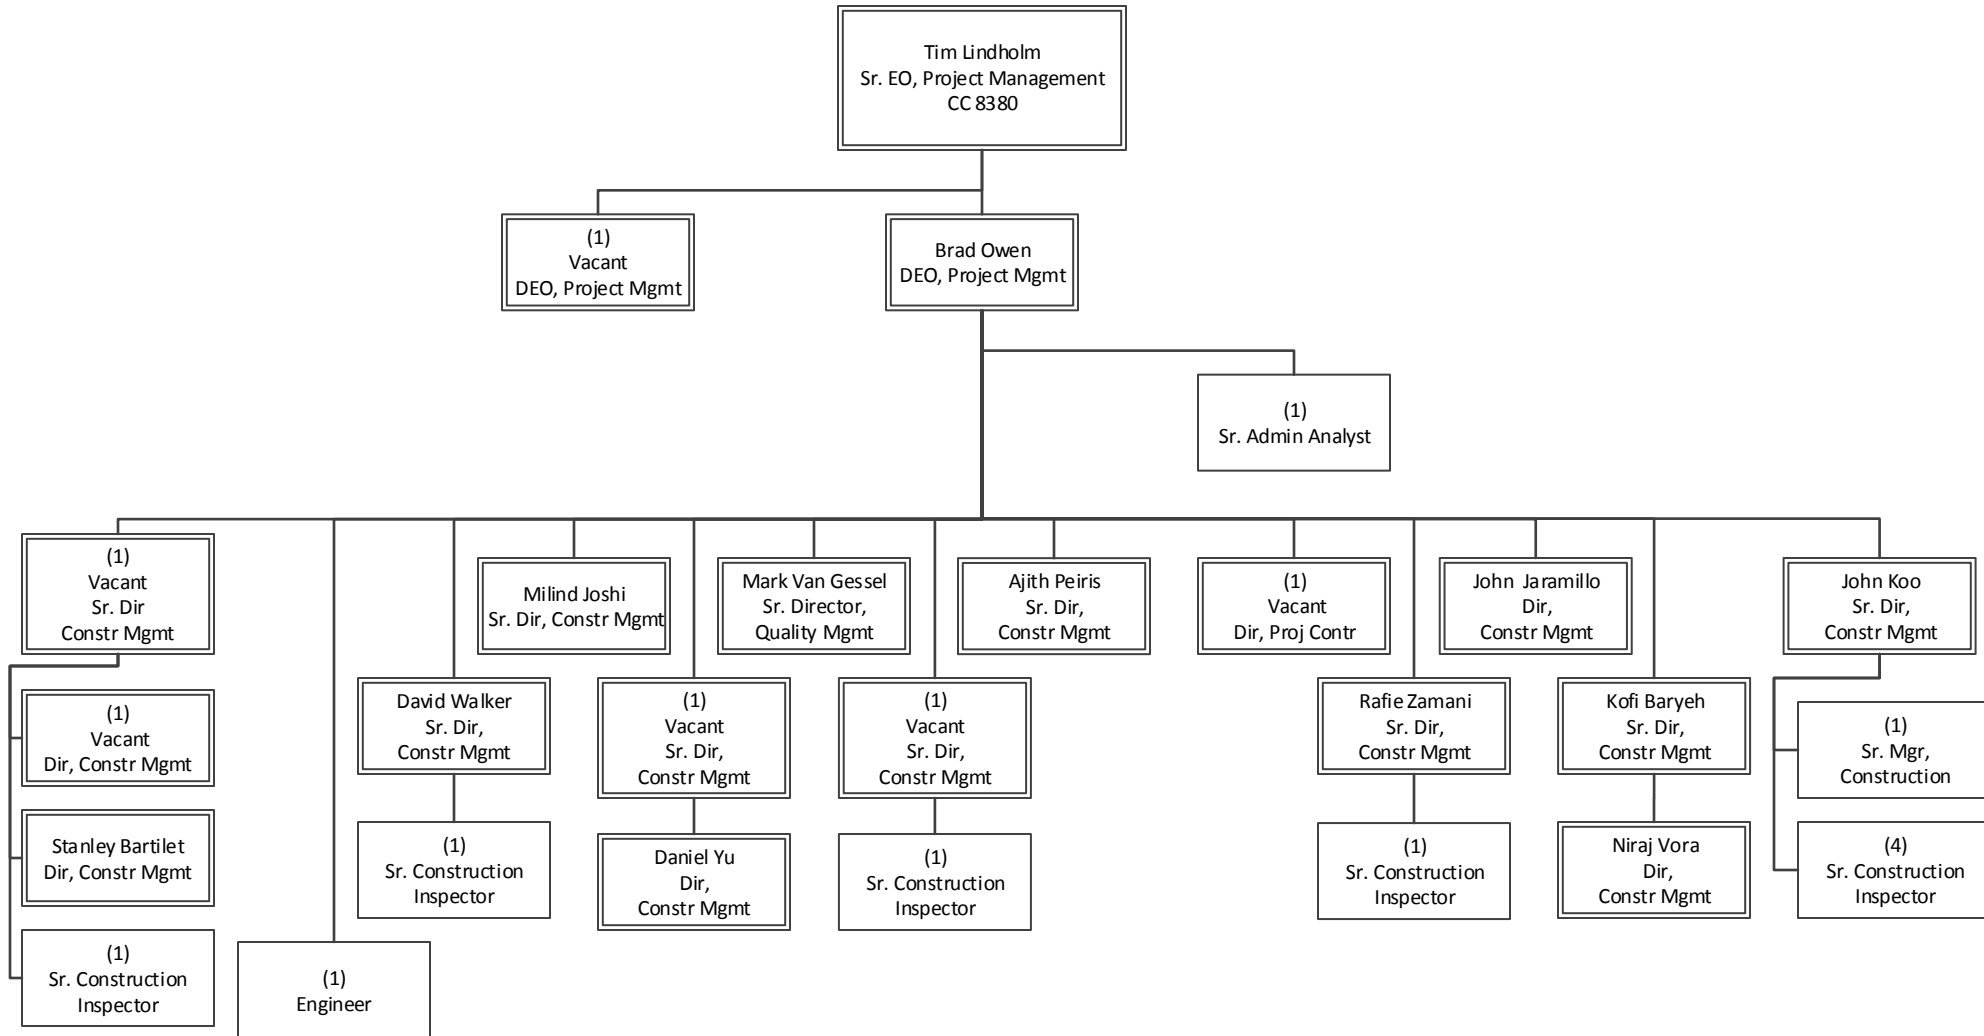 Tim Lindholm
Sr. EO, Project Management
CC 8380
(1)
Vacant
DEO, Project Mgmt
Brad Owen
DEO, Project Mgmt
(1)
Sr. Admin Analyst
(1)
Vacant
Sr. Dir
Constr Mgmt
(1)
Vacant
Dir, Constr Mgmt
Stanley Bartilet
Dir, Constr Mgmt
(1)
Sr. Construction
Inspector
(1)
Engineer
David Walker
Sr. Dir,
Constr Mgmt
(1)
Sr. Construction
Inspector
Milind Joshi
Sr. Dir, Constr Mgmt
(1)
Vacant
Sr. Dir,
Constr Mgmt
Daniel Yu
Dir,
Constr Mgmt
Mark Van Gessel
Sr. Director,
Quality Mgmt
(1)
Vacant
Sr. Dir,
Constr Mgmt
(1)
Sr. Construction
Inspector
Ajith Peiris
Sr. Dir,
Constr Mgmt
(1)
Vacant
Dir, Proj Contr
Rafie Zamani
Sr. Dir,
Constr Mgmt
(1)
Sr. Construction
Inspector
John Jaramillo
Dir,
Constr Mgmt
Kofi Baryeh
Sr. Dir,
Constr Mgmt
Niraj Vora
Dir,
Constr Mgmt
John Koo
Sr. Dir,
Constr Mgmt
(1)
Sr. Mgr,
Construction
(4)
Sr. Construction
Inspector